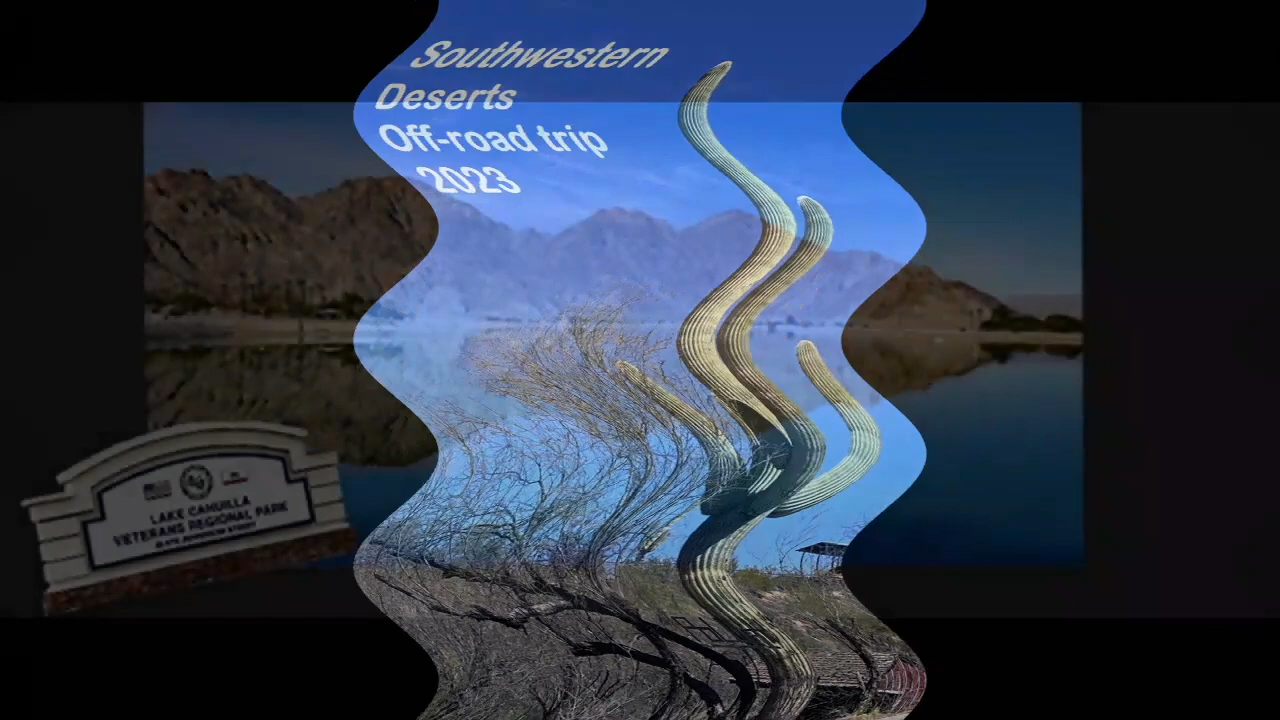 Southwestern
Deserts
Off-road trip
2023
LAKE CAHUILLA
VETERANS REGIONAL PARK